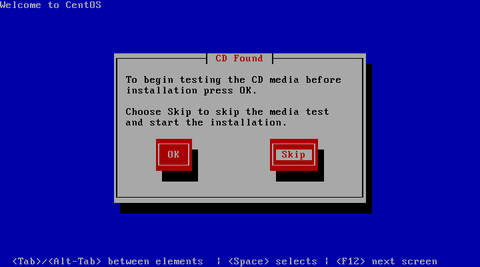 Welcome to CentOS
CD Found
To begin testing the CD media before
installation press OK.
Choose Skip to skip the media test
and start the installation.
OK
Skip
<Tab>/<Alt-Tab> between elements | <Space> selects | <F12> next screen